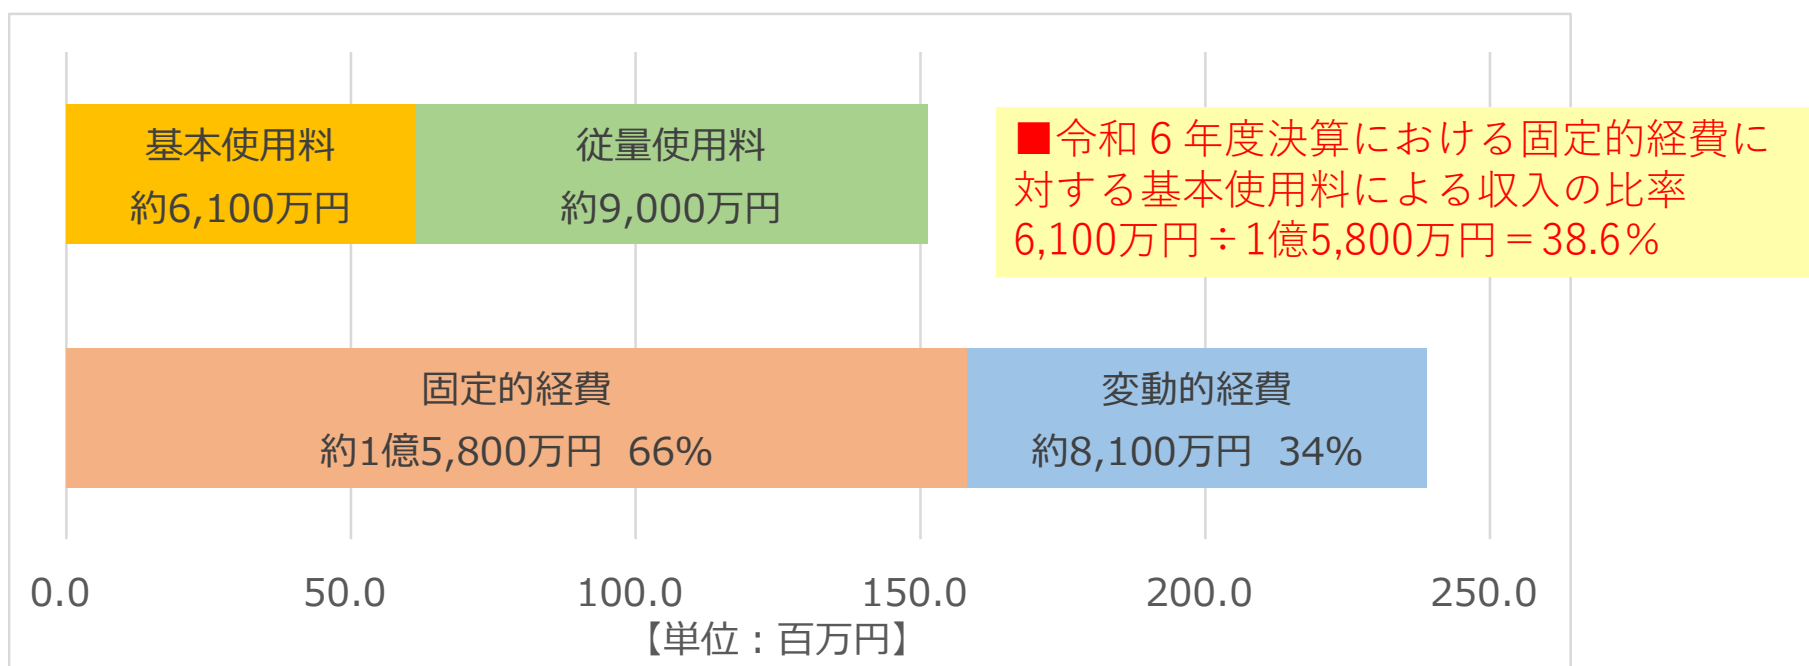 基本使用料
約6,100万円
従量使用料
約9,000万円
■令和６年度決算における固定的経費に
対する基本使用料による収入の比率
6,100万円÷1億5,800万円＝38.6％
固定的経費
約1億5,800万円 66%
変動的経費
約8,100万円 34%
0.0 50.0 100.0 150.0 200.0 250.0
【単位：百万円】